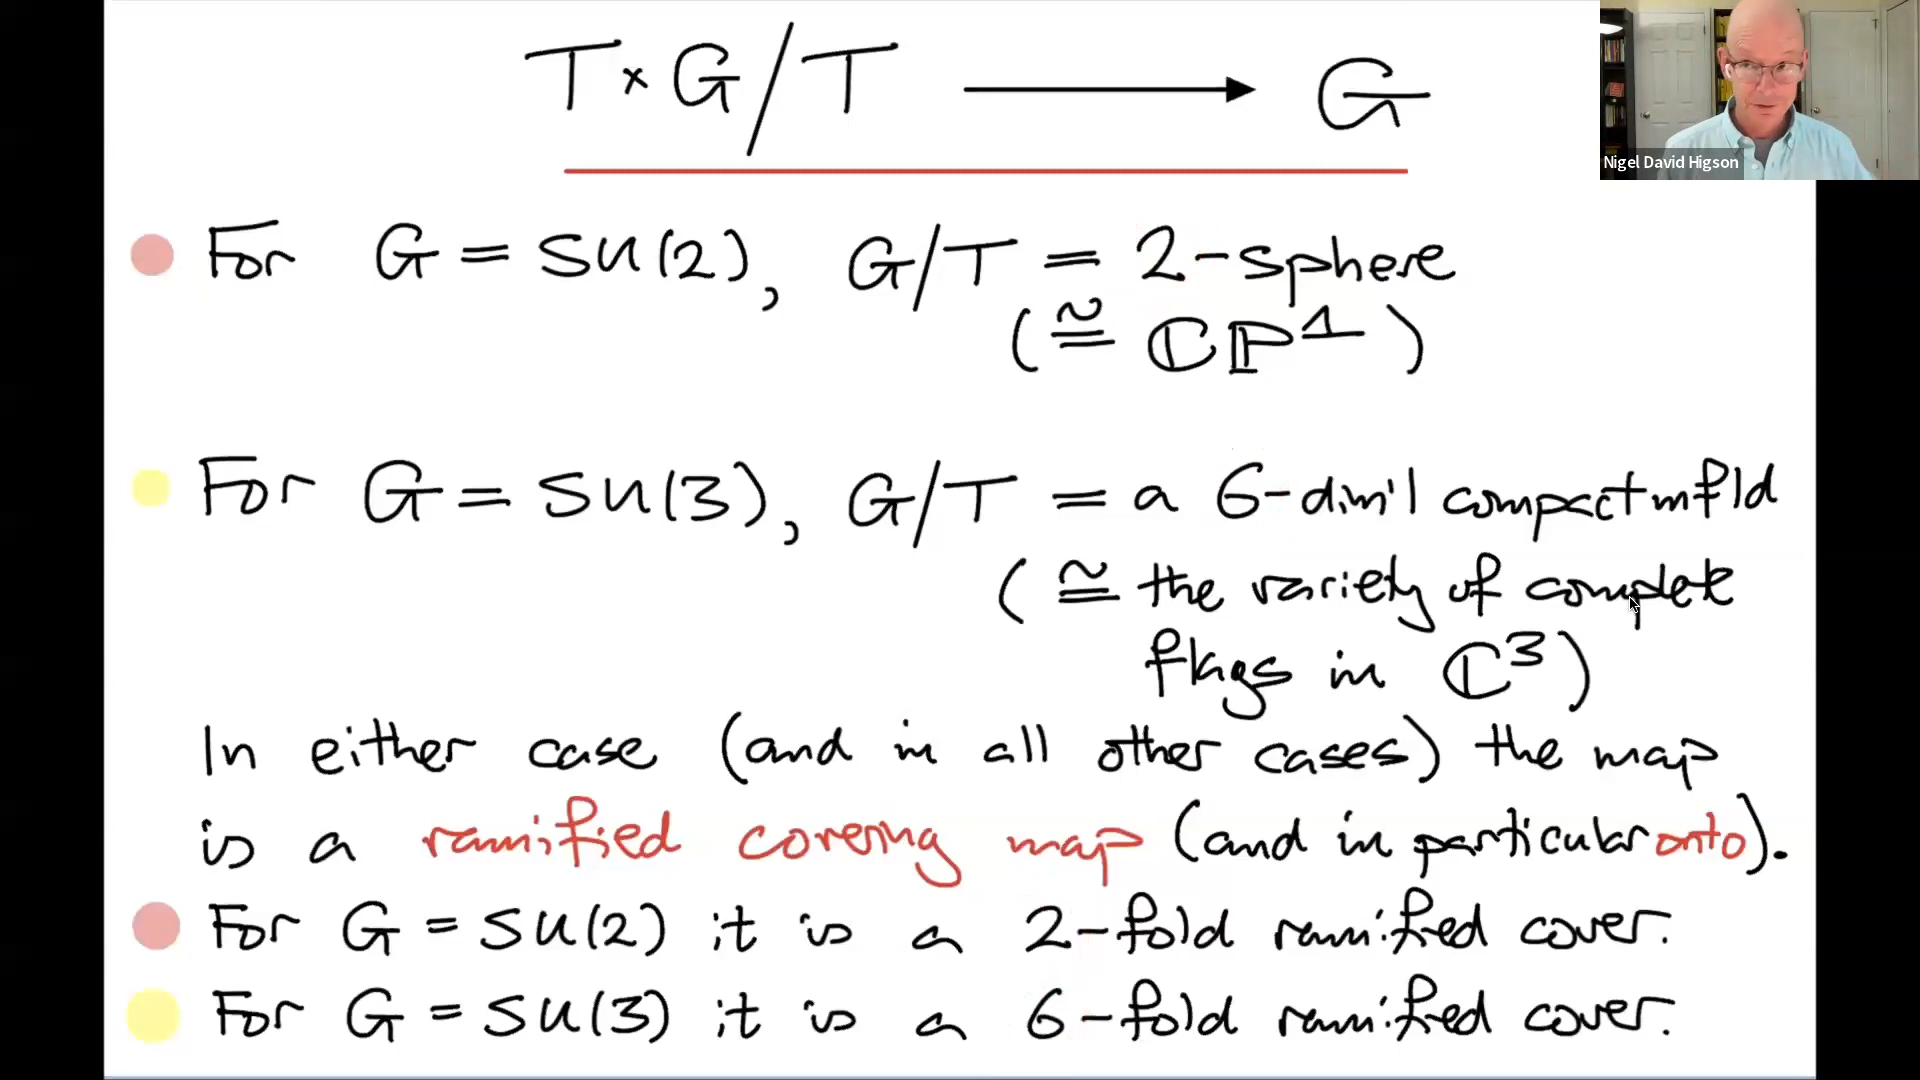 T × G/T ⟶ G
Nigel David Higson
For G = SU(2), G/T = 2-sphere
(≅ ℂP¹)
For G = SU(3), G/T = a 6-dim'l compact mfld
(≅ the variety of complete
flags in ℂ³)
In either case (and in all other cases) the map
is a ramified covering map (and in particular onto).
For G = SU(2) it is a 2-fold ramified cover.
For G = SU(3) it is a 6-fold ramified cover.